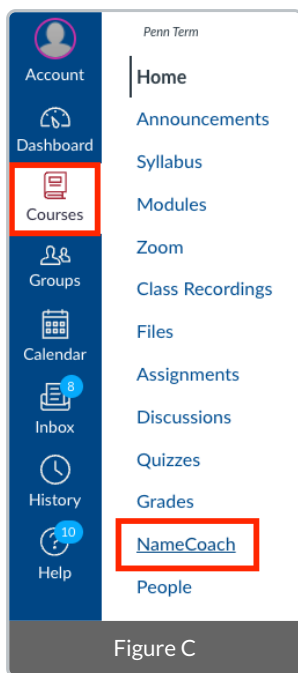 Account
Dashboard
Courses
Groups
Calendar
8
Inbox
History
10
Help
Penn Term
Home
Announcements
Syllabus
Modules
Zoom
Class Recordings
Files
Assignments
Discussions
Quizzes
Grades
NameCoach
People
Figure C